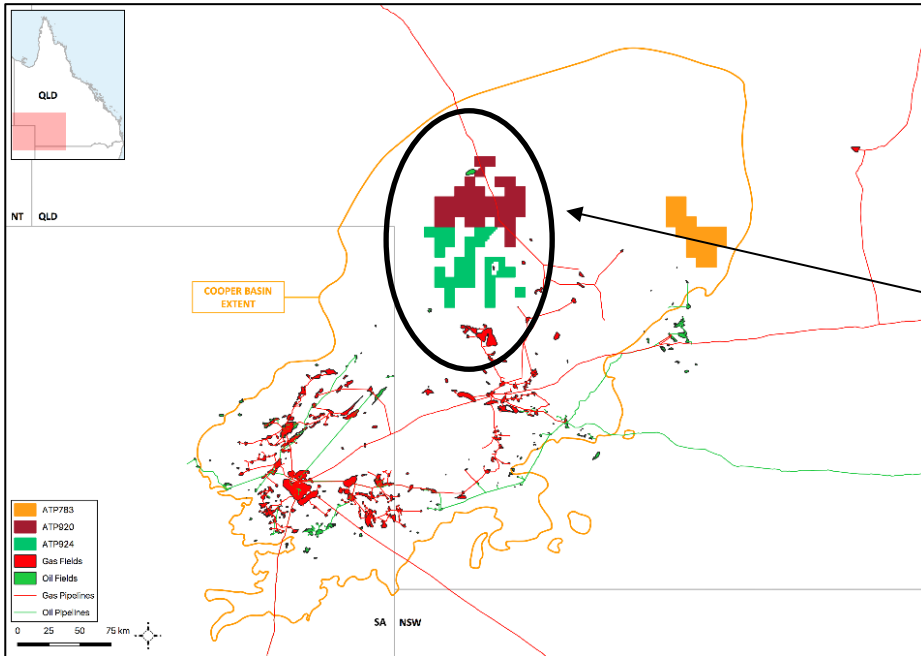 QLD
NT
QLD
COOPER BASIN
EXTENT
ATP783
ATP920
ATP924
Gas Fields
Oil Fields
Gas Pipelines
Oil Pipelines
0 25 50 75 km
SA
NSW